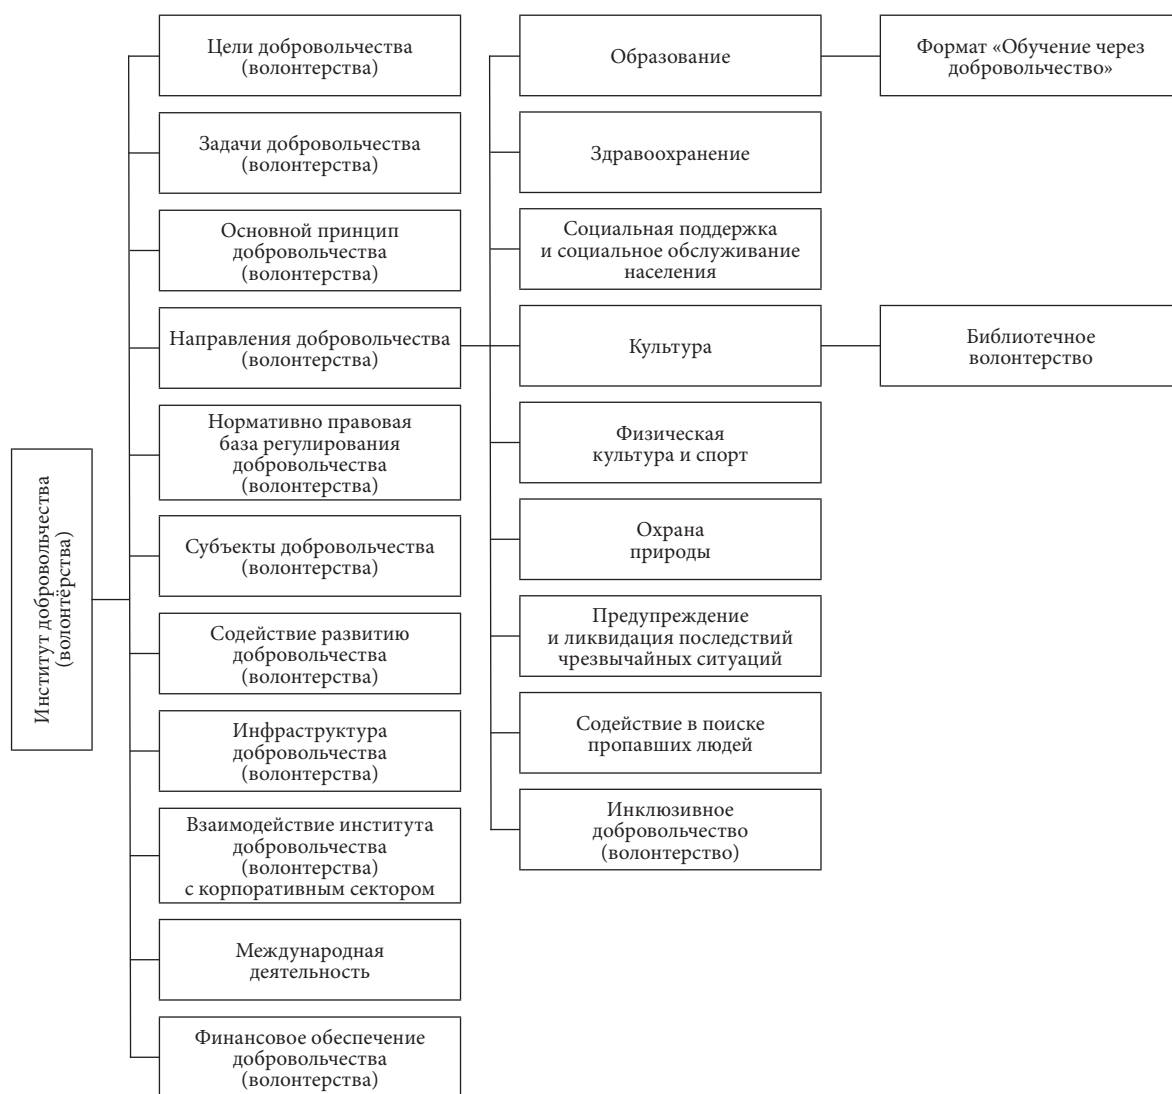 Институт добровольчества
(волонтёрства)
Цели добровольчества
(волонтерства)
Задачи добровольчества
(волонтерства)
Основной принцип
добровольчества
(волонтерства)
Направления добровольчества
(волонтерства)
Нормативно правовая
база регулирования
добровольчества
(волонтерства)
Субъекты добровольчества
(волонтерства)
Содействие развитию
добровольчества
(волонтерства)
Инфраструктура
добровольчества
(волонтерства)
Взаимодействие института
добровольчества
(волонтерства)
с корпоративным сектором
Международная
деятельность
Финансовое обеспечение
добровольчества
(волонтерства)
Образование
Здравоохранение
Социальная поддержка
и социальное обслуживание
населения
Культура
Физическая
культура и спорт
Охрана
природы
Предупреждение
и ликвидация последствий
чрезвычайных ситуаций
Содействие в поиске
пропавших людей
Инклюзивное
добровольчество
(волонтерство)
Формат «Обучение через
добровольчество»
Библиотечное
волонтерство